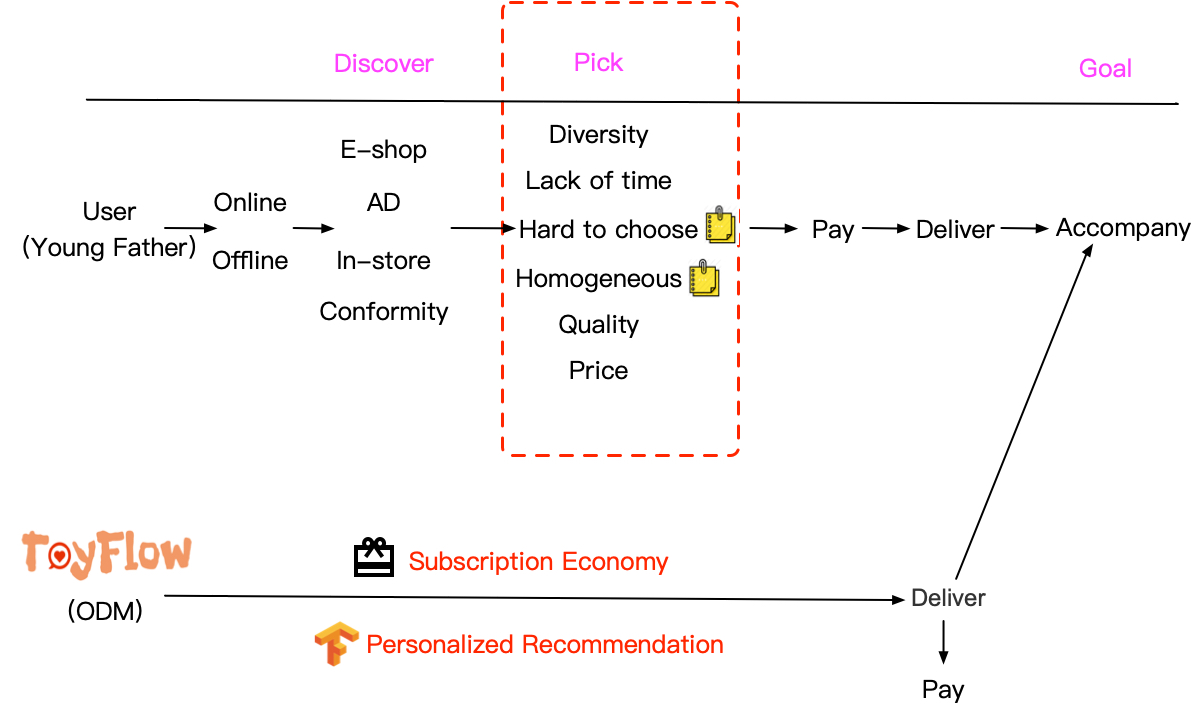 Discover
Pick
Goal
User
(Young Father)
Online
Offline
E-shop
AD
In-store
Conformity
Diversity
Lack of time
Hard to choose
Homogeneous
Quality
Price
Pay
Deliver
Accompany
ToyFlow
(ODM)
Subscription Economy
Personalized Recommendation
Deliver
Pay